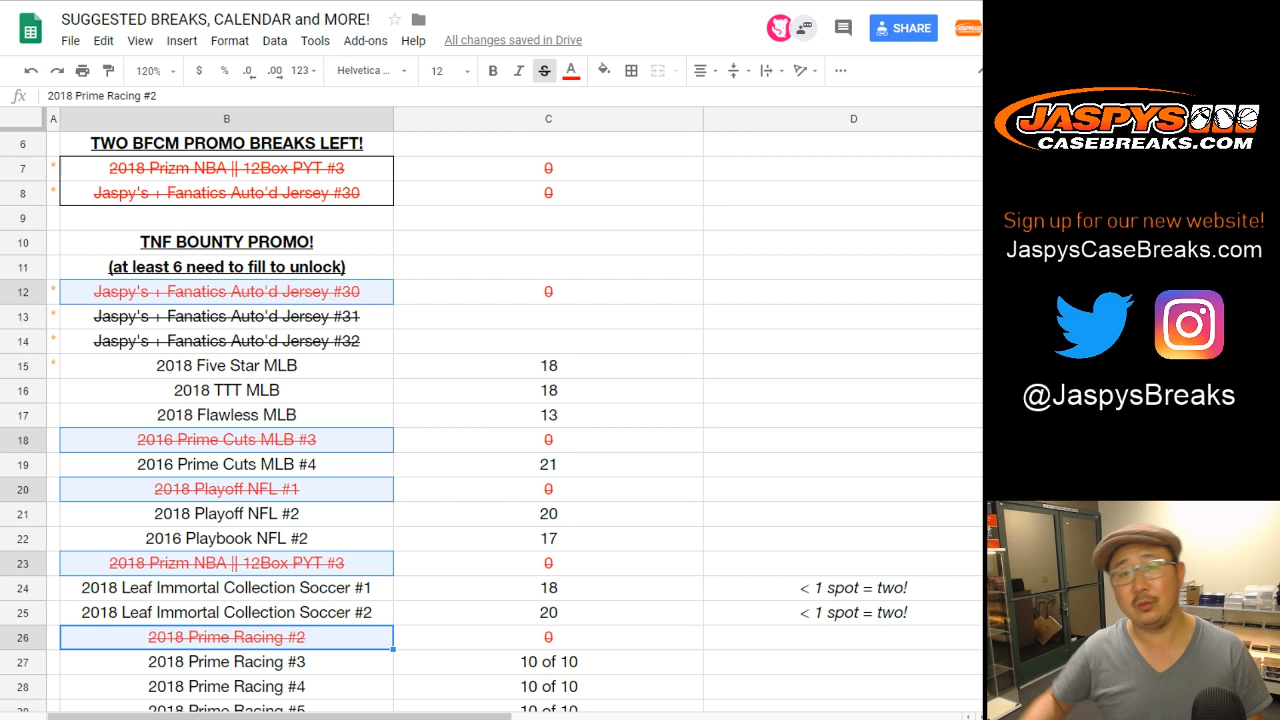 SUGGESTED BREAKS, CALENDAR and MORE!
File Edit View Insert Format Data Tools Add-ons Help All changes saved in Drive
SHARE
120% $ % .0 .00 123 Helvetica ... 12 B I S A
fx 2018 Prime Racing #2
A B C D
6 TWO BFCM PROMO BREAKS LEFT!
7 * 2018 Prizm NBA || 12Box PYT #3 0
8 * Jaspy's + Fanatics Auto'd Jersey #30 0
9
10 TNF BOUNTY PROMO!
11 (at least 6 need to fill to unlock)
12 * Jaspy's + Fanatics Auto'd Jersey #30 0
13 * Jaspy's + Fanatics Auto'd Jersey #31
14 * Jaspy's + Fanatics Auto'd Jersey #32
15 * 2018 Five Star MLB 18
16 2018 TTT MLB 18
17 2018 Flawless MLB 13
18 2016 Prime Cuts MLB #3 0
19 2016 Prime Cuts MLB #4 21
20 2018 Playoff NFL #1 0
21 2018 Playoff NFL #2 20
22 2016 Playbook NFL #2 17
23 2018 Prizm NBA || 12Box PYT #3 0
24 2018 Leaf Immortal Collection Soccer #1 18 < 1 spot = two!
25 2018 Leaf Immortal Collection Soccer #2 20 < 1 spot = two!
26 2018 Prime Racing #2 0
27 2018 Prime Racing #3 10 of 10
28 2018 Prime Racing #4 10 of 10
2018 Prime Racing #5 10 of 10
JASPYS
CASEBREAKS.COM
Sign up for our new website!
JaspysCaseBreaks.com
@JaspysBreaks